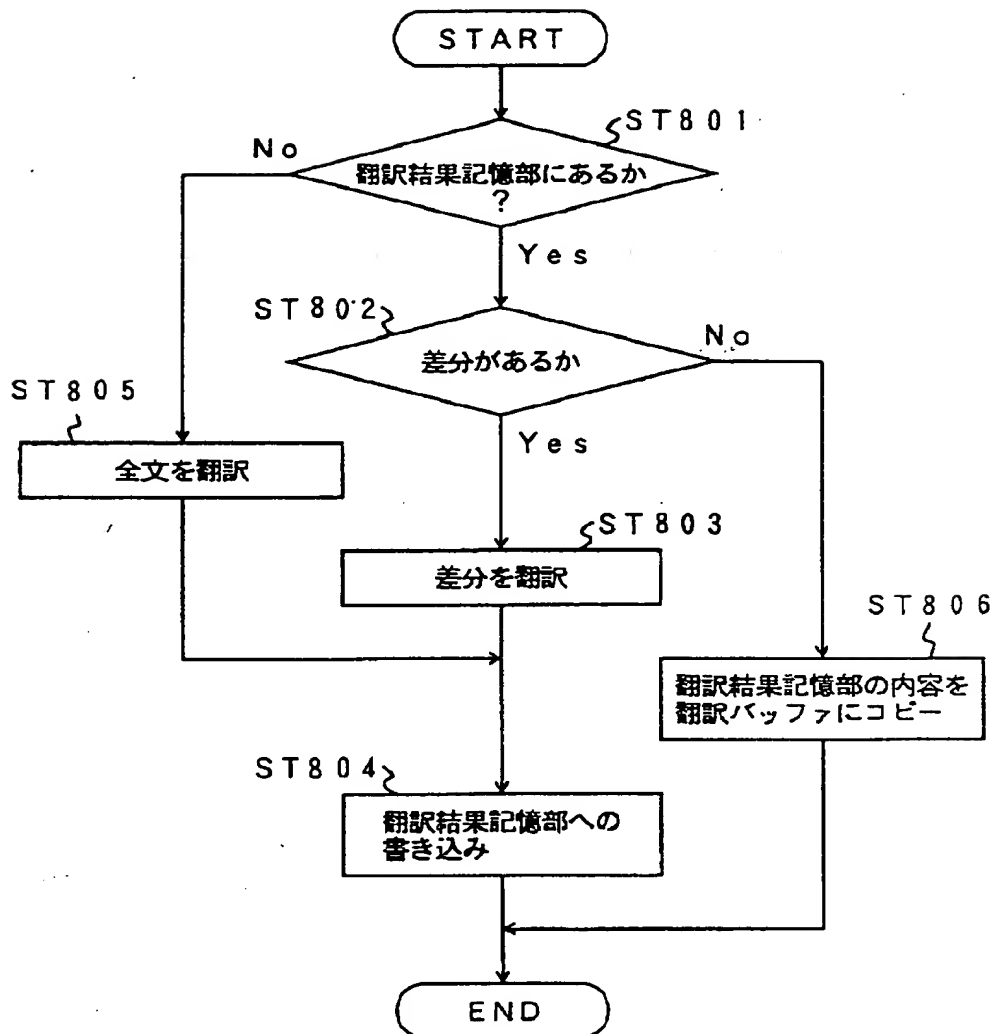 START
ST801
No
翻訳結果記憶部にあるか
?
Yes
ST802
No
差分があるか
ST805
Yes
全文を翻訳
ST803
差分を翻訳
ST806
翻訳結果記憶部の内容を
翻訳バッファにコピー
ST804
翻訳結果記憶部への
書き込み
END